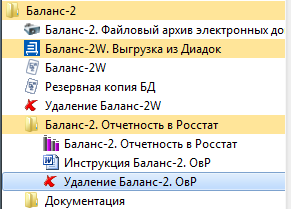 Баланс-2
Баланс-2. Файловый архив электронных до
Баланс-2W. Выгрузка из Диадок
Баланс-2W
Резервная копия БД
Удаление Баланс-2W
Баланс-2. Отчетность в Росстат
Баланс-2. Отчетность в Росстат
Инструкция Баланс-2. ОвР
Удаление Баланс-2. ОвР
Документация